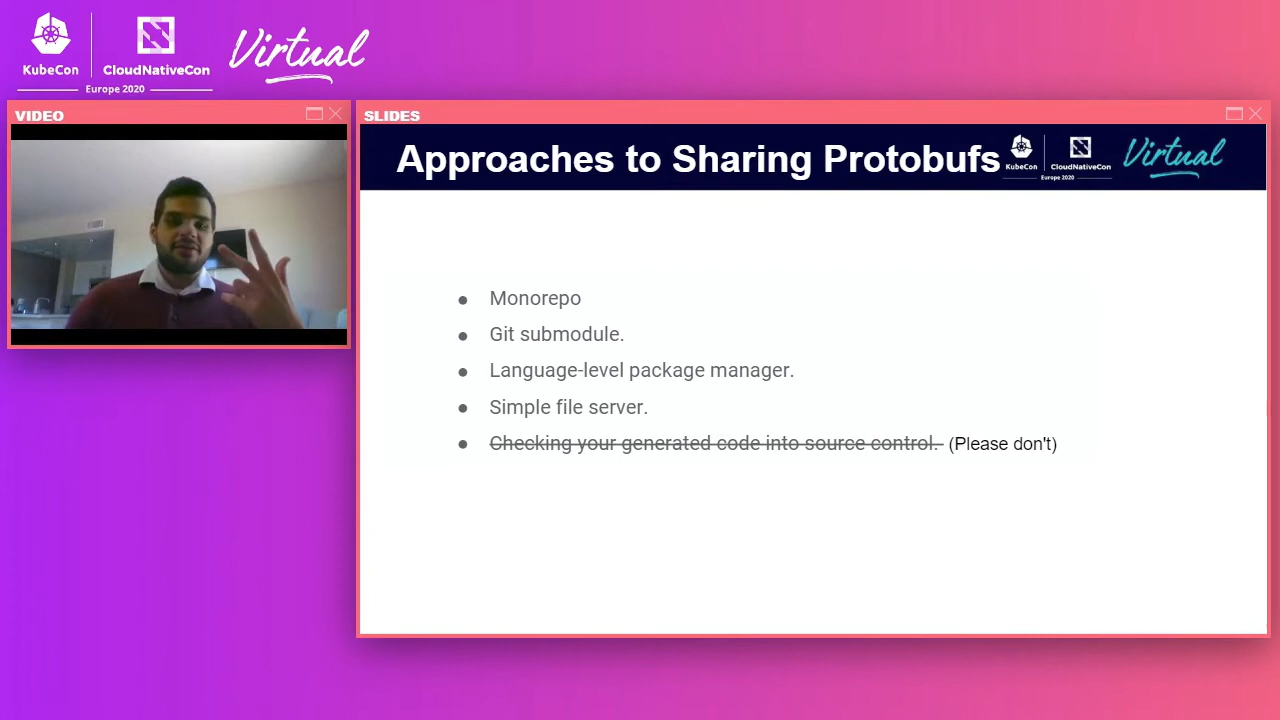 KubeCon
CloudNativeCon
Europe 2020
Virtual
VIDEO
SLIDES
Approaches to Sharing Protobufs
KubeCon
CloudNativeCon
Europe 2020
Virtual
● Monorepo
● Git submodule.
● Language-level package manager.
● Simple file server.
● Checking your generated code into source control. (Please don't)